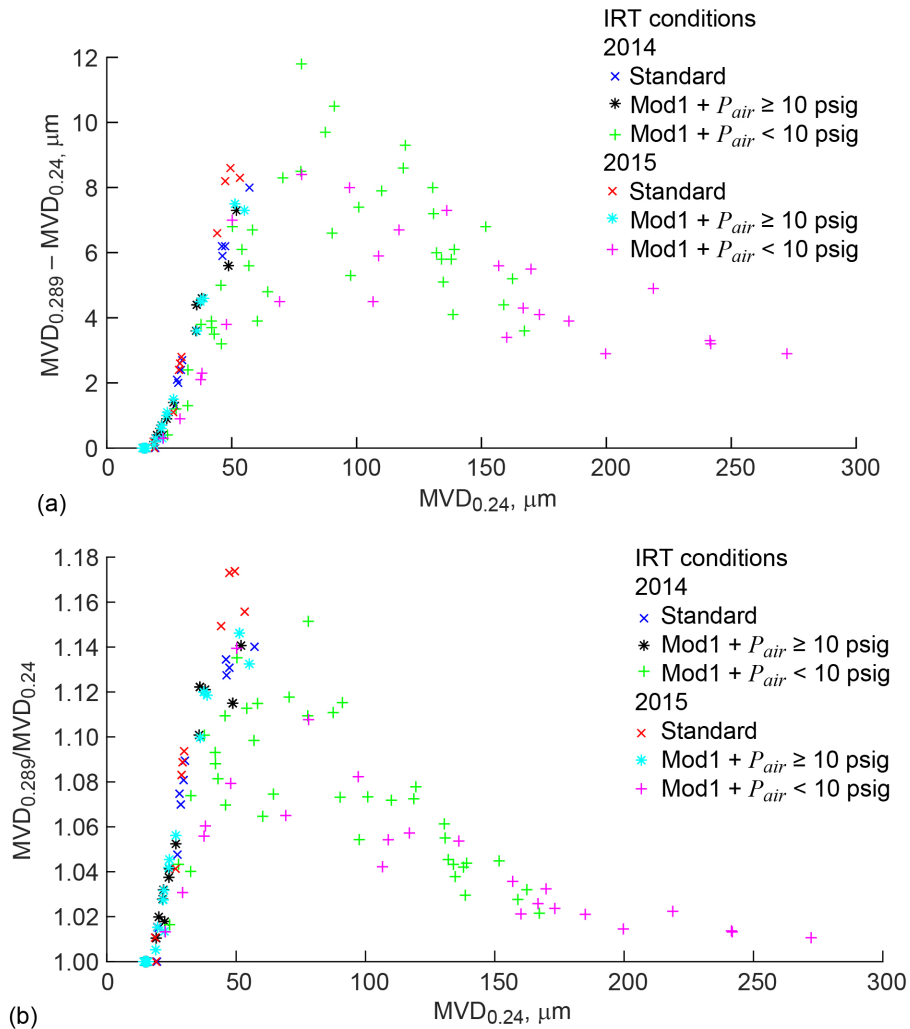 IRT conditions
2014
Standard
Mod1 + Pair ≥ 10 psig
Mod1 + Pair < 10 psig
2015
Standard
Mod1 + Pair ≥ 10 psig
Mod1 + Pair < 10 psig
MVD0.289 – MVD0.24, μm
12
10
8
6
4
2
0
0 50 100 150 200 250 300
MVD0.24, μm
(a)
IRT conditions
2014
Standard
Mod1 + Pair ≥ 10 psig
Mod1 + Pair < 10 psig
2015
Standard
Mod1 + Pair ≥ 10 psig
Mod1 + Pair < 10 psig
MVD0.289/MVD0.24
1.18
1.16
1.14
1.12
1.10
1.08
1.06
1.04
1.02
1.00
0 50 100 150 200 250 300
MVD0.24, μm
(b)